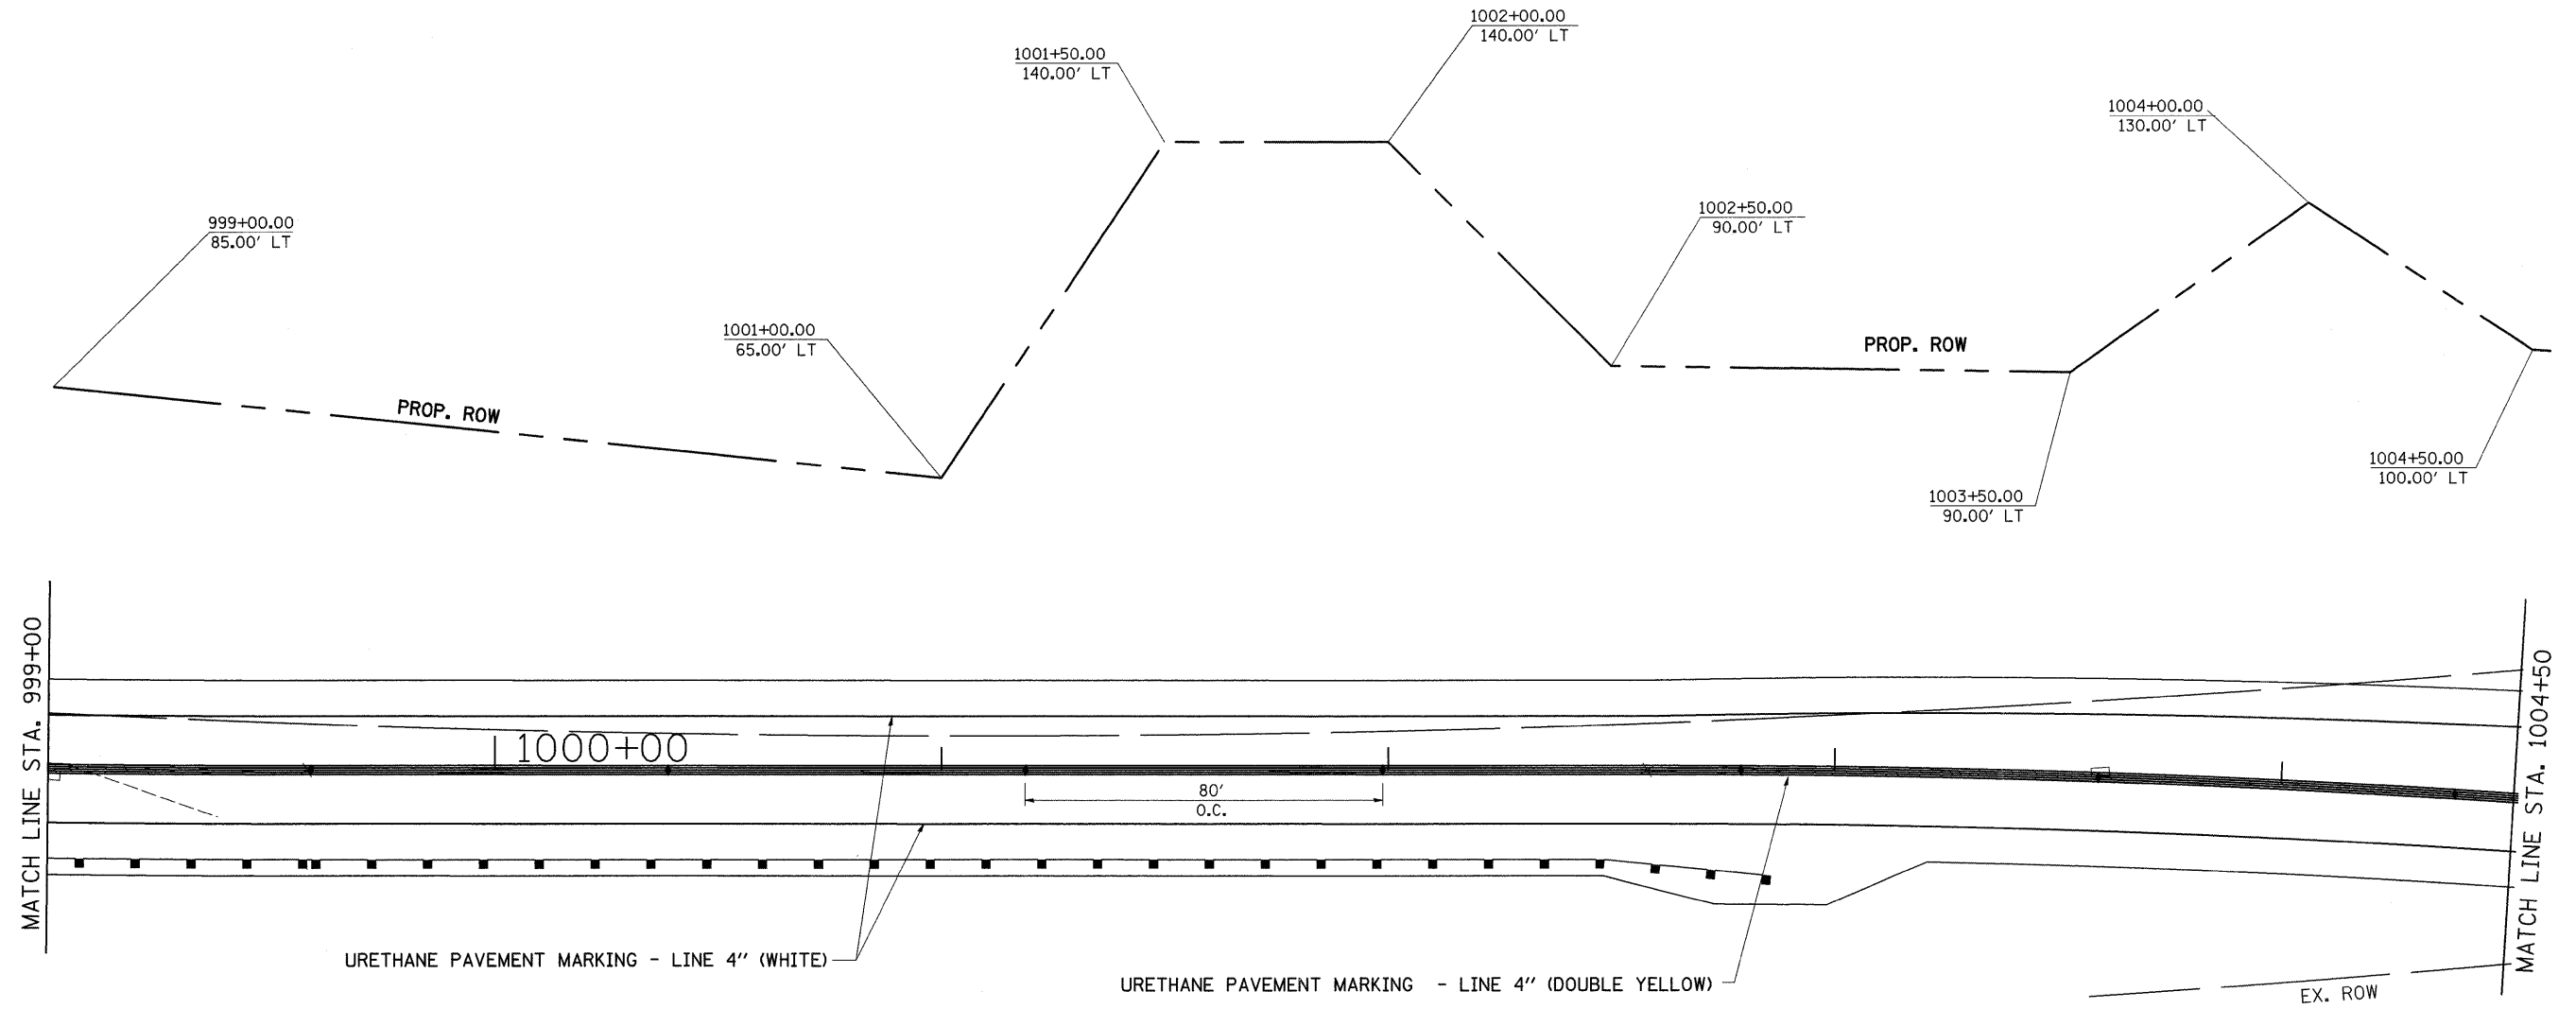 1002+00.00
140.00' LT
1001+50.00
140.00' LT
1004+00.00
130.00' LT
999+00.00
85.00' LT
1002+50.00
90.00' LT
1001+00.00
65.00' LT
PROP. ROW
PROP. ROW
1004+50.00
100.00' LT
1003+50.00
90.00' LT
MATCH LINE STA. 999+00
1000+00
80'
O.C.
MATCH LINE STA. 1004+50
URETHANE PAVEMENT MARKING - LINE 4" (WHITE)
URETHANE PAVEMENT MARKING - LINE 4" (DOUBLE YELLOW)
EX. ROW